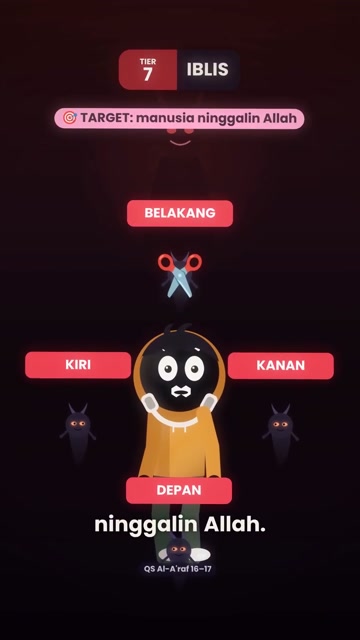 TIER
7
IBLIS
🎯 TARGET: manusia ninggalin Allah
BELAKANG
KIRI
KANAN
DEPAN
ninggalin Allah.
QS Al-A'raf 16–17